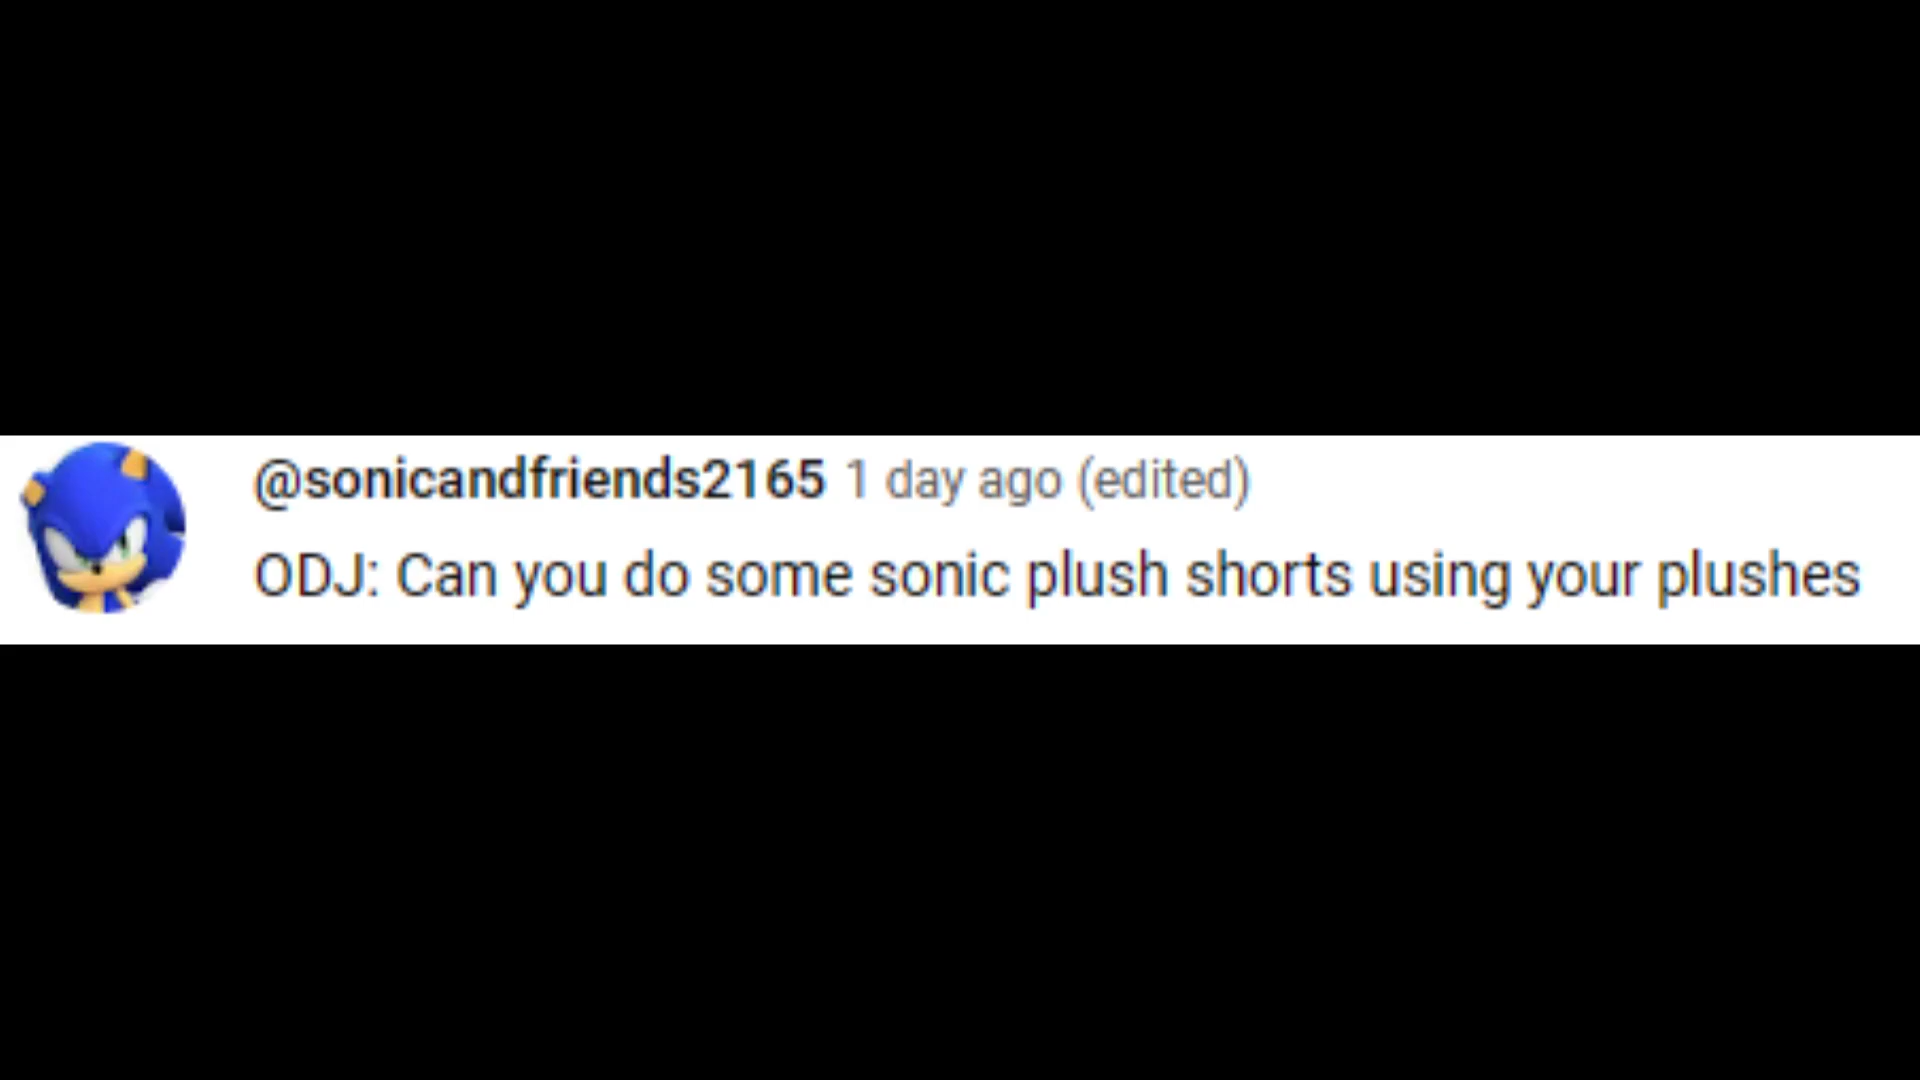 @sonicandfriends2165 1 day ago (edited)
ODJ: Can you do some sonic plush shorts using your plushes